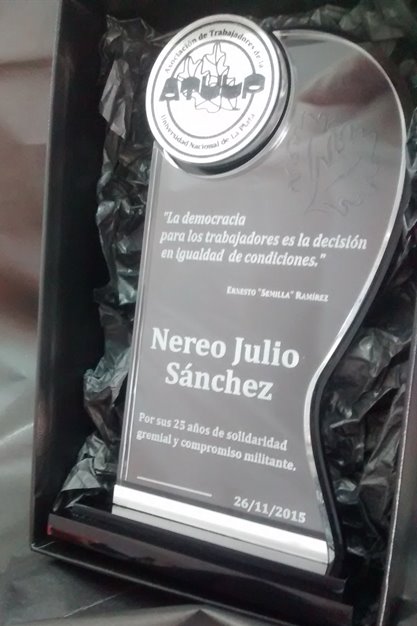 Asociación de Trabajadores de la
ATULP
Universidad Nacional de La Plata
"La democracia
para los trabajadores es la decisión
en igualdad de condiciones."
Ernesto "Semilla" Ramírez
Nereo Julio
Sánchez
Por sus 25 años de solidaridad
gremial y compromiso militante.
26/11/2015